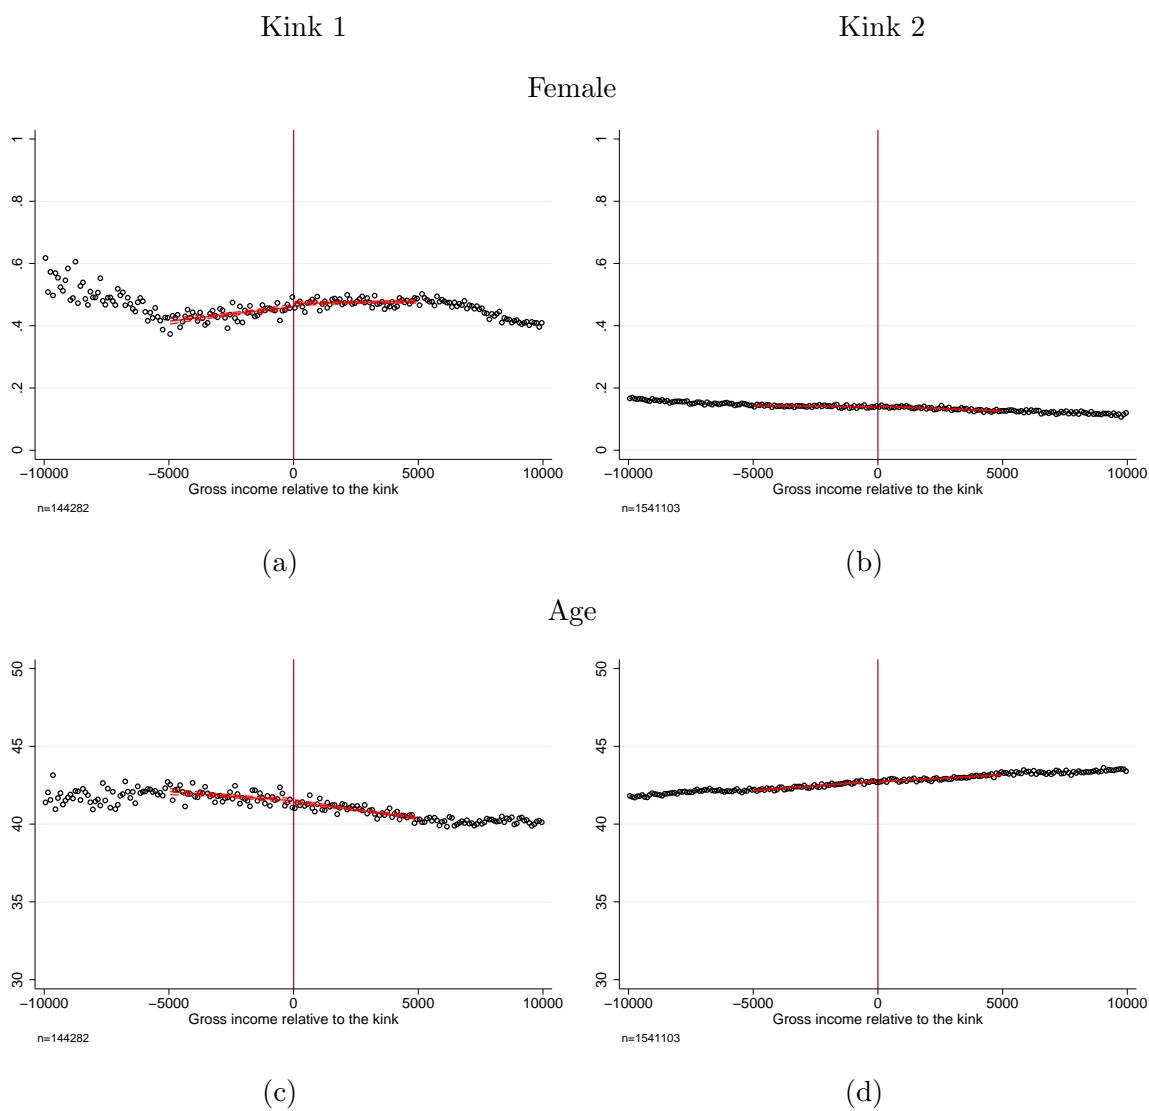 Kink 1 Kink 2
Female
1 .8 .6 .4 .2 0
−10000 −5000 0 5000 10000
Gross income relative to the kink
n=144282
1 .8 .6 .4 .2 0
−10000 −5000 0 5000 10000
Gross income relative to the kink
n=1541103
(a) (b)
Age
50 45 40 35 30
−10000 −5000 0 5000 10000
Gross income relative to the kink
n=144282
50 45 40 35 30
−10000 −5000 0 5000 10000
Gross income relative to the kink
n=1541103
(c) (d)